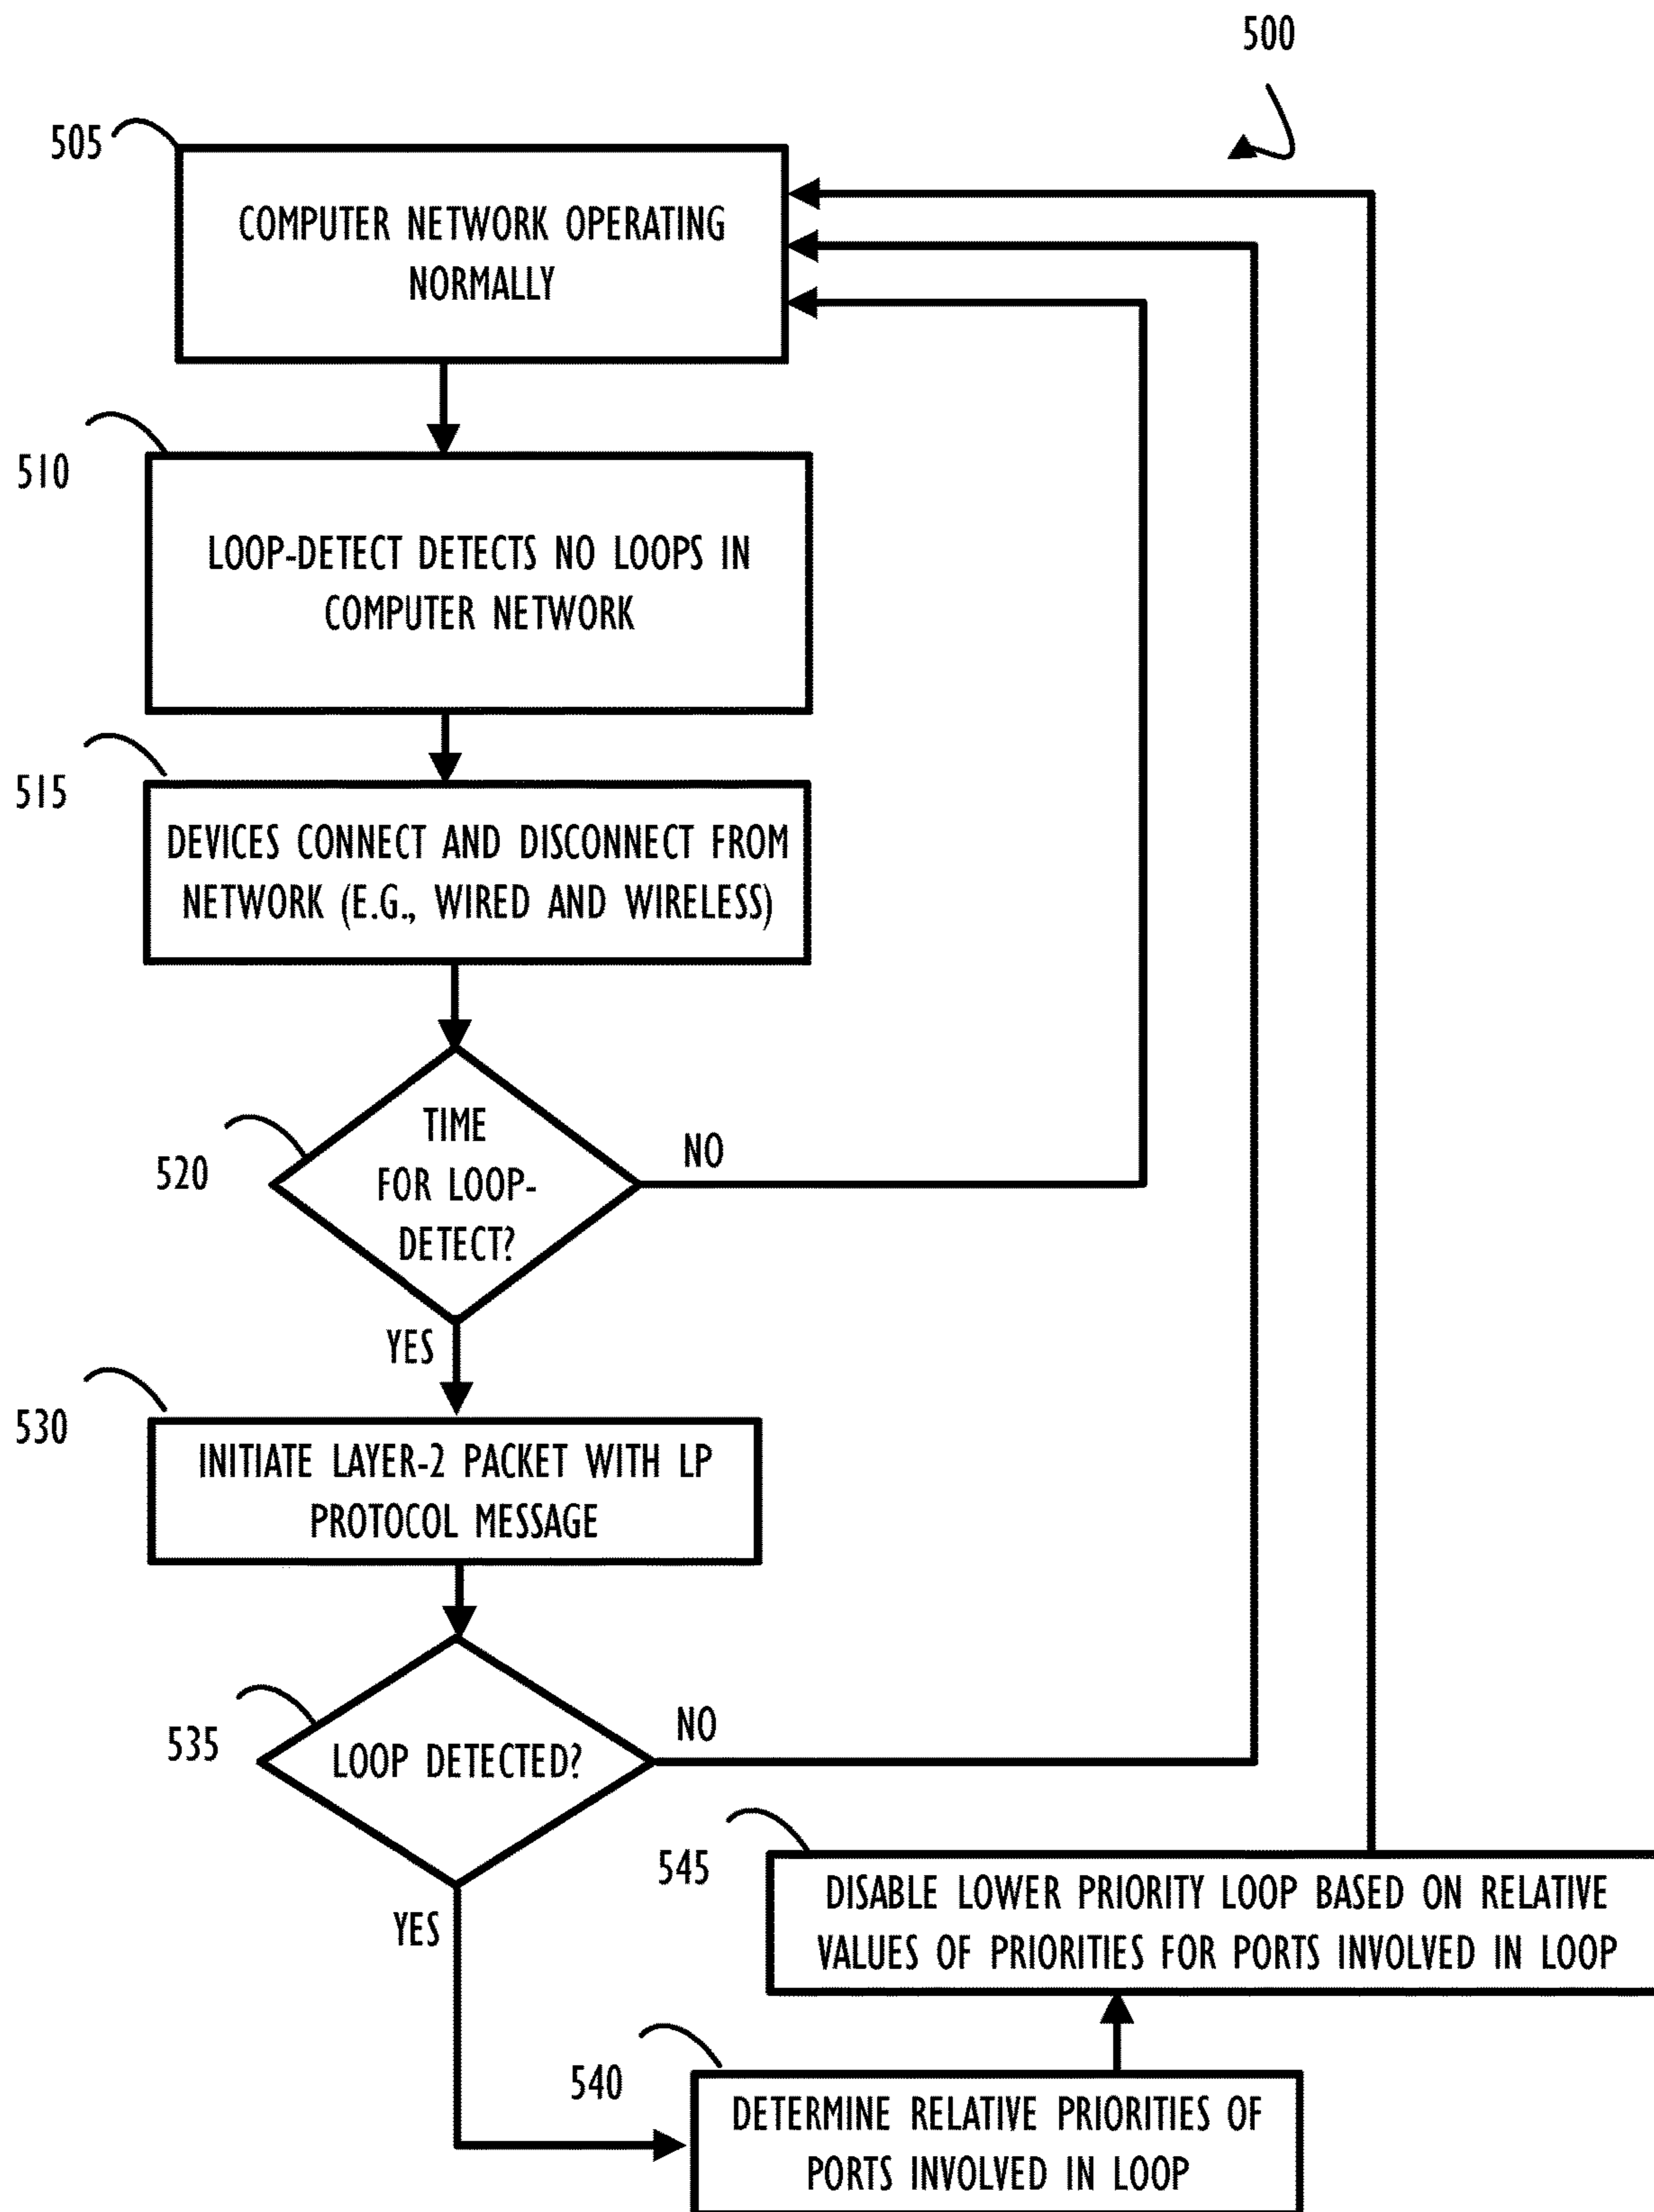 500
505
COMPUTER NETWORK OPERATING
NORMALLY
510
LOOP-DETECT DETECTS NO LOOPS IN
COMPUTER NETWORK
515
DEVICES CONNECT AND DISCONNECT FROM
NETWORK (E.G., WIRED AND WIRELESS)
520
TIME
FOR LOOP-
DETECT?
NO
YES
530
INITIATE LAYER-2 PACKET WITH LP
PROTOCOL MESSAGE
535
LOOP DETECTED?
NO
YES
545
DISABLE LOWER PRIORITY LOOP BASED ON RELATIVE
VALUES OF PRIORITIES FOR PORTS INVOLVED IN LOOP
540
DETERMINE RELATIVE PRIORITIES OF
PORTS INVOLVED IN LOOP